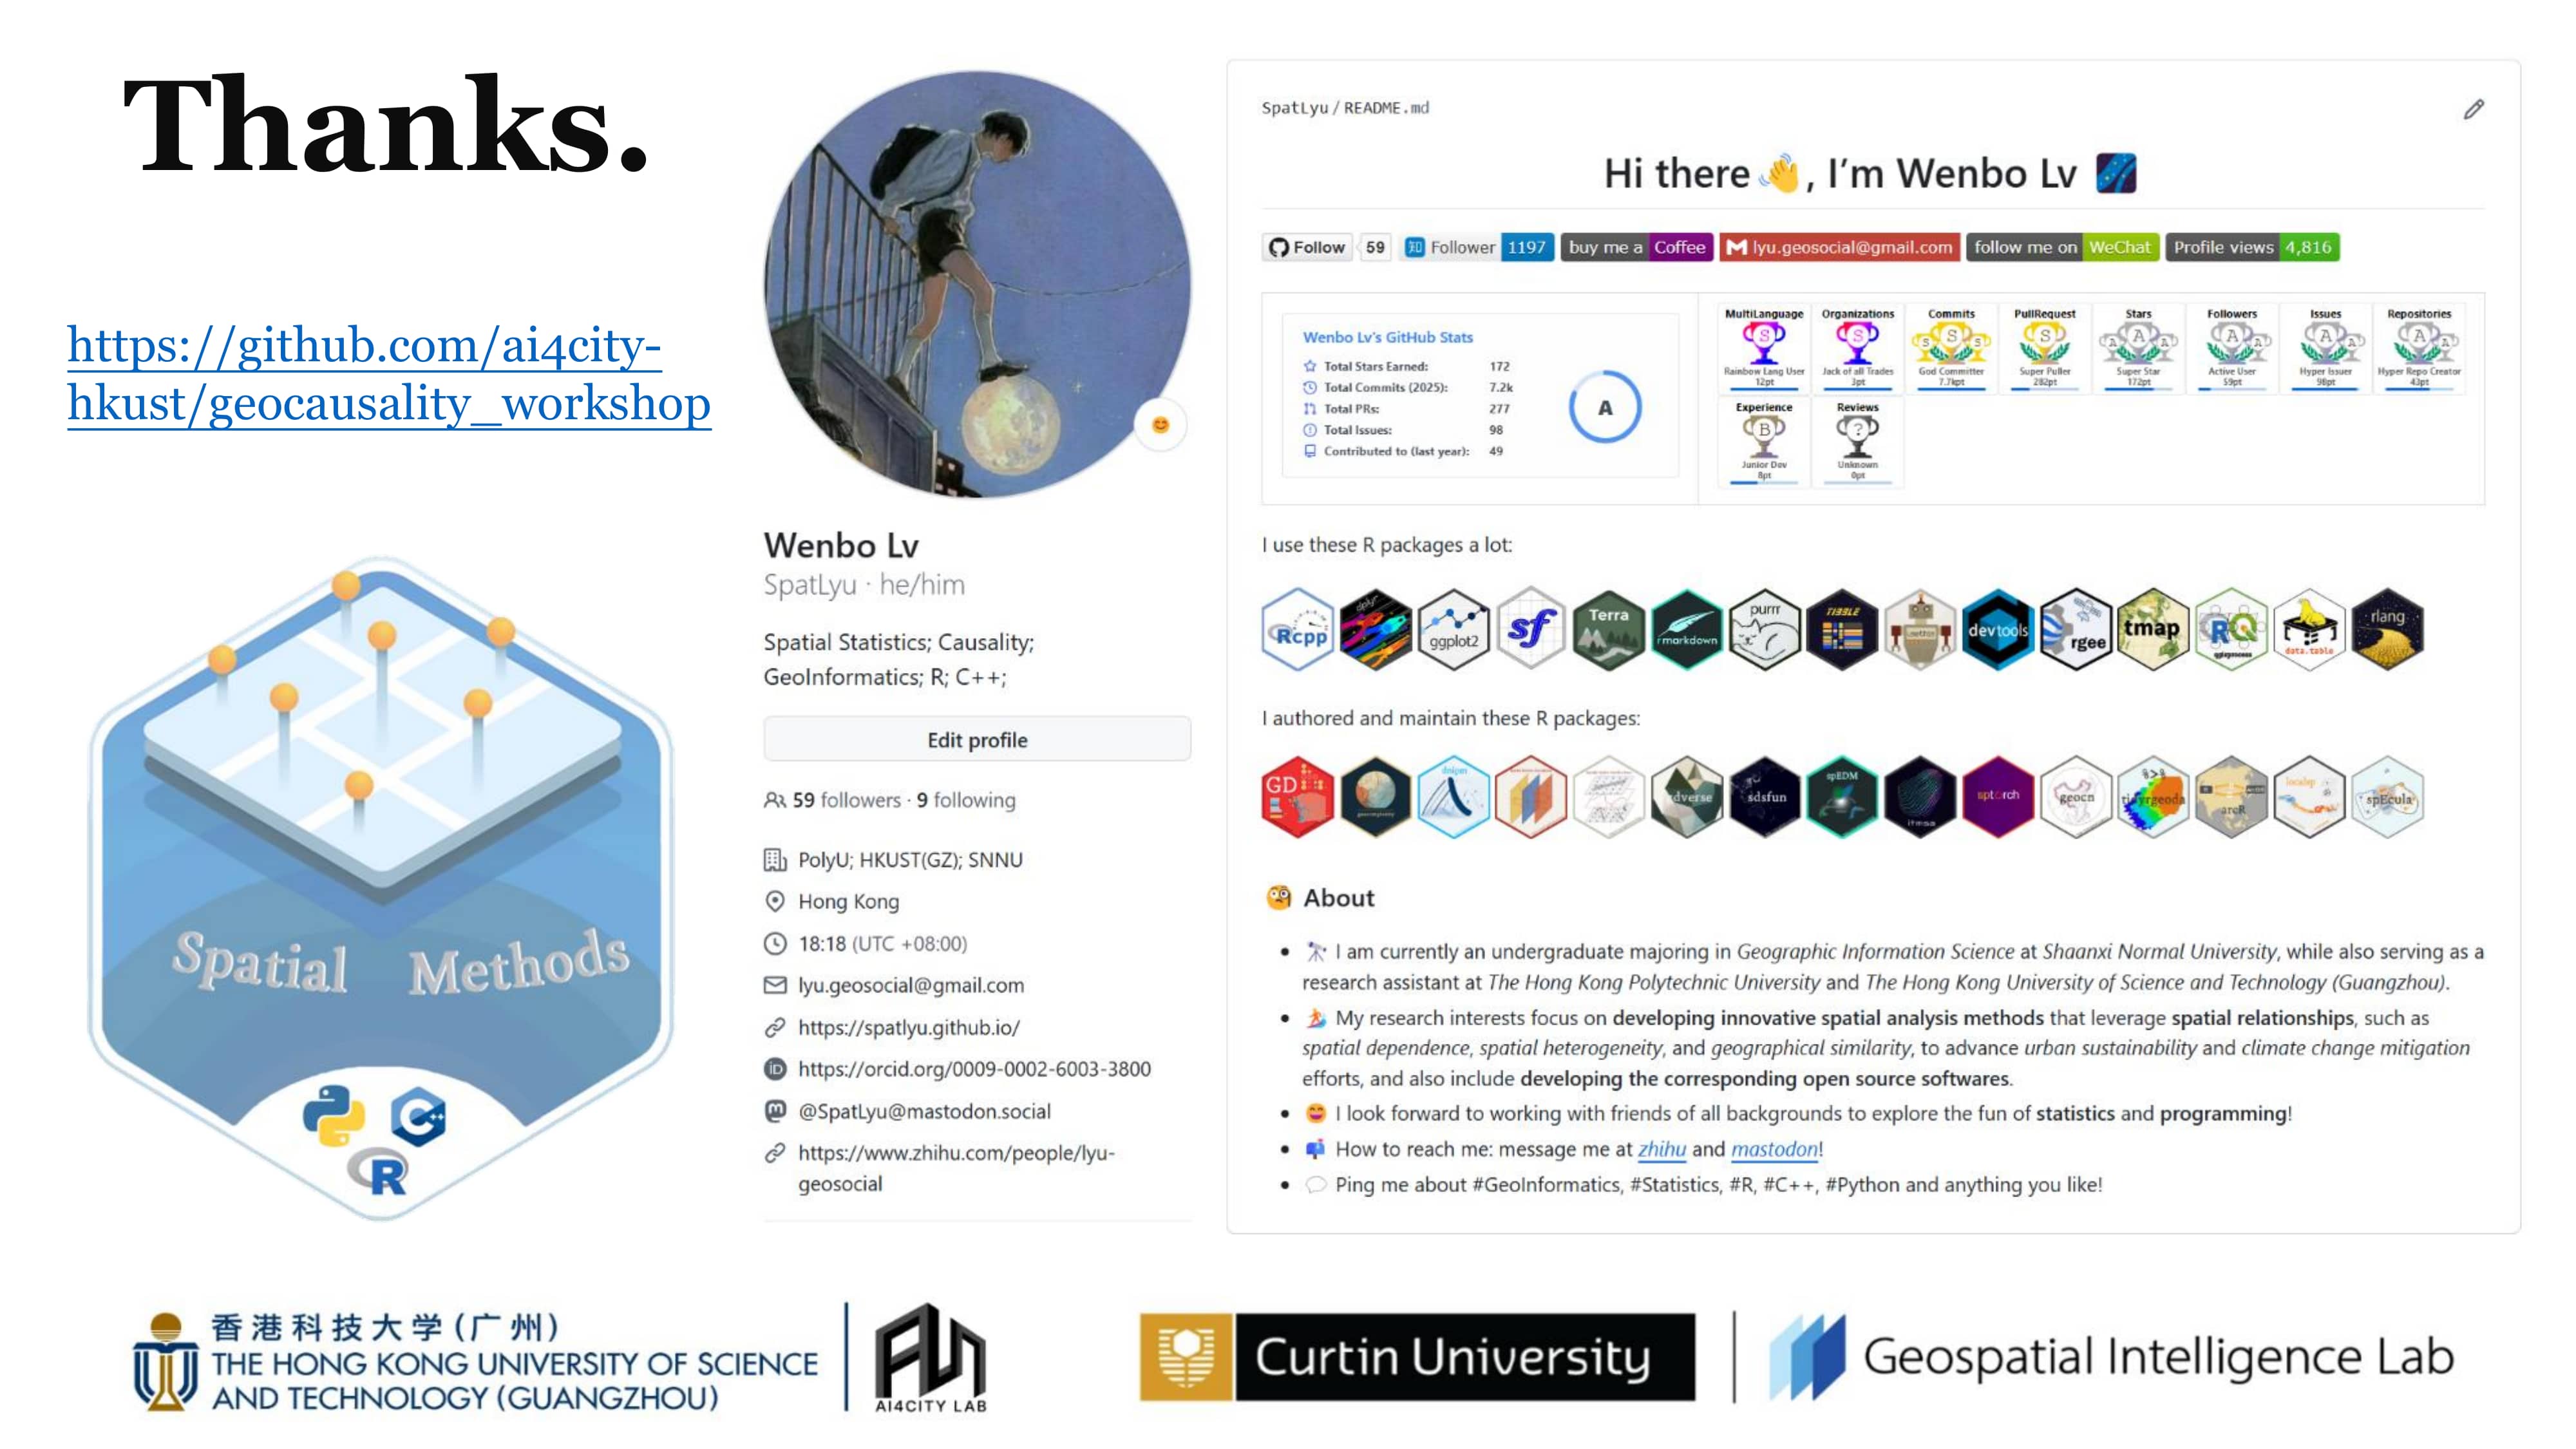 Thanks.
https://github.com/ai4city-
hkust/geocausality_workshop
Spatial Methods
Wenbo Lv
SpatLyu · he/him
Spatial Statistics; Causality;
GeoInformatics; R; C++;
Edit profile
59 followers · 9 following
PolyU; HKUST(GZ); SNNU
Hong Kong
18:18 (UTC +08:00)
lyu.geosocial@gmail.com
https://spatlyu.github.io/
https://orcid.org/0009-0002-6003-3800
@SpatLyu@mastodon.social
https://www.zhihu.com/people/lyu-
geosocial
SpatLyu / README.md
Hi there 👋, I'm Wenbo Lv
Follow 59 知 Follower 1197 buy me a Coffee lyu.geosocial@gmail.com follow me on WeChat Profile views 4,816
Wenbo Lv's GitHub Stats
Total Stars Earned: 172
Total Commits (2025): 7.2k
Total PRs: 277
Total Issues: 98
Contributed to (last year): 49
A
MultiLanguage Organizations Commits PullRequest Stars Followers Issues Repositories
S S S S S S A A A A A A A A A
Rainbow Lang User Jack of all Trades God Committer Super Puller Super Star Active User Hyper Issuer Hyper Repo Creator
12pt 3pt 7.7kpt 282pt 172pt 59pt 98pt 43pt
Experience Reviews
B ?
Junior Dev Unknown
8pt 0pt
I use these R packages a lot:
Rcpp dplyr ggplot2 sf Terra rmarkdown purrr TIBBLE devtools rgee tmap RQ qgisprocess data.table rlang
I authored and maintain these R packages:
GD dverse sdsfun spEDM itmsa sptorch geocn tidyrgeoda arcR localsp spEcula
About
I am currently an undergraduate majoring in Geographic Information Science at Shaanxi Normal University, while also serving as a
research assistant at The Hong Kong Polytechnic University and The Hong Kong University of Science and Technology (Guangzhou).
My research interests focus on developing innovative spatial analysis methods that leverage spatial relationships, such as
spatial dependence, spatial heterogeneity, and geographical similarity, to advance urban sustainability and climate change mitigation
efforts, and also include developing the corresponding open source softwares.
I look forward to working with friends of all backgrounds to explore the fun of statistics and programming!
How to reach me: message me at zhihu and mastodon!
Ping me about #GeoInformatics, #Statistics, #R, #C++, #Python and anything you like!
香港科技大学(广州)
THE HONG KONG UNIVERSITY OF SCIENCE
AND TECHNOLOGY (GUANGZHOU)
AI4CITY LAB
Curtin University
Geospatial Intelligence Lab